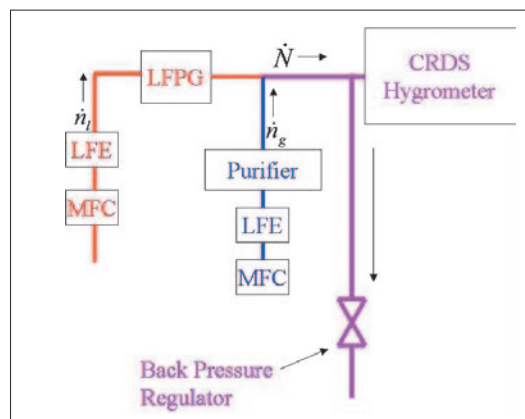 LFPG
Ṅ
CRDS
Hygrometer
ṅₗ
LFE
MFC
ṅg
Purifier
LFE
MFC
Back Pressure
Regulator